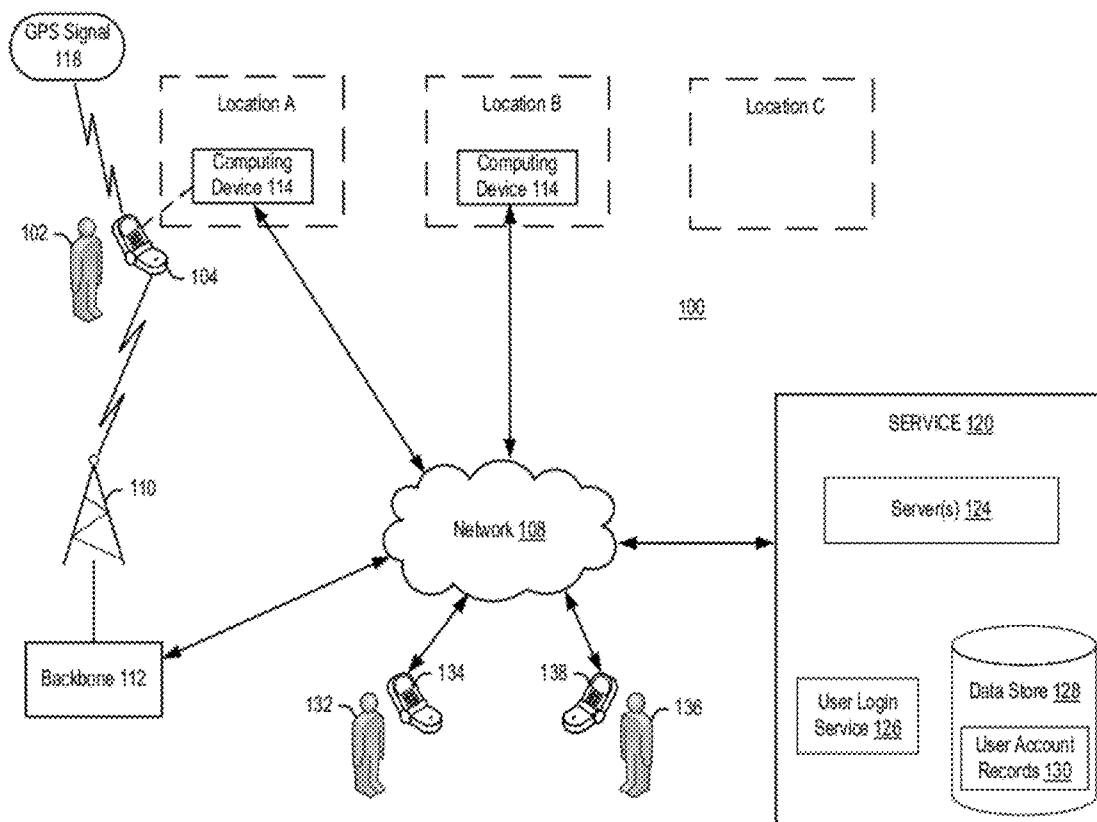 GPS Signal
118
Location A
Computing
Device 114
Location B
Computing
Device 114
Location C
102
104
100
110
Backbone 112
Network 108
SERVICE 120
Server(s) 124
User Login
Service 126
Data Store 128
User Account
Records 130
132
134
138
136